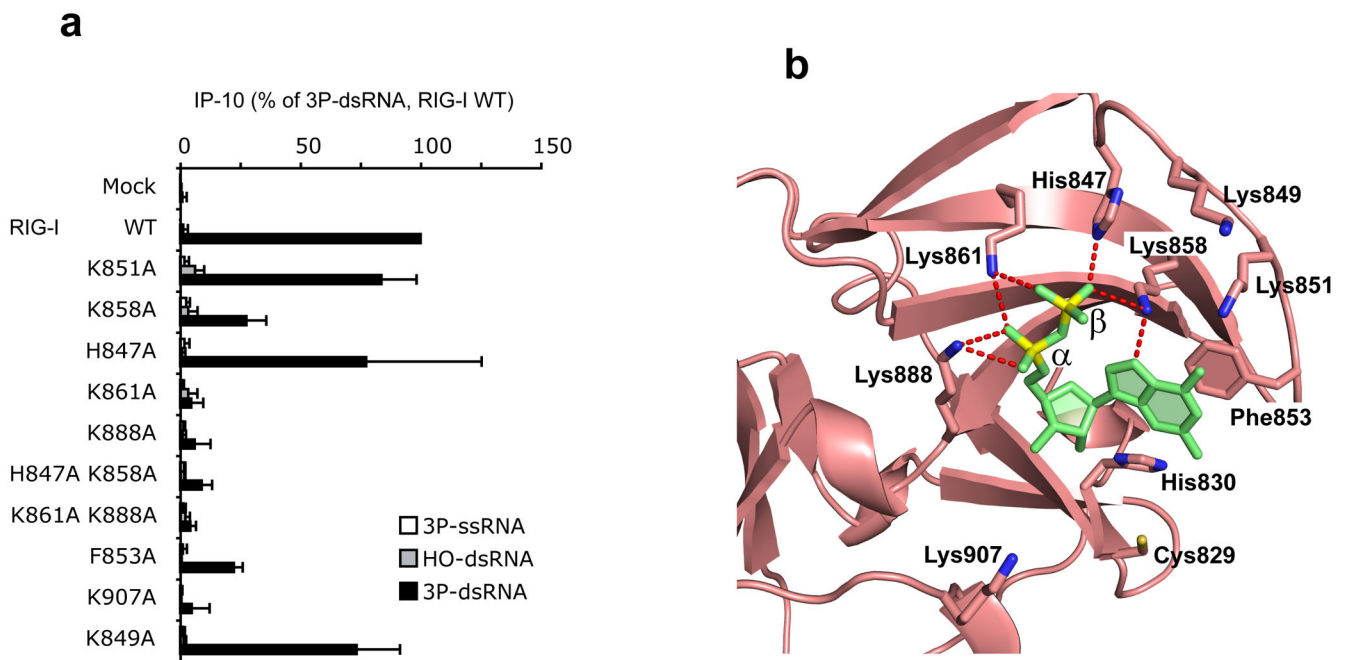 a
IP-10 (% of 3P-dsRNA, RIG-I WT)
0 50 100 150
Mock
RIG-I WT
K851A
K858A
H847A
K861A
K888A
H847A K858A
K861A K888A
F853A
K907A
K849A
3P-ssRNA
HO-dsRNA
3P-dsRNA
b
His847
Lys849
Lys861
Lys858
Lys851
β
α
Lys888
Phe853
His830
Lys907
Cys829